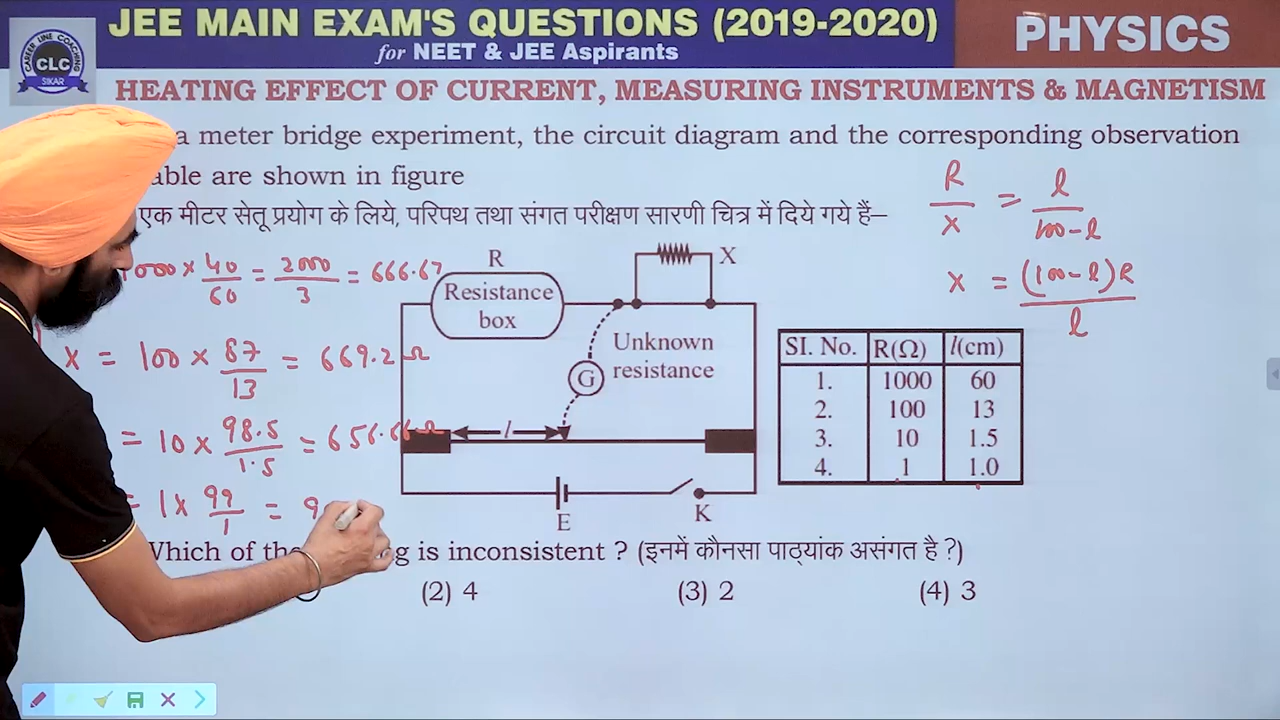 JEE MAIN EXAM'S QUESTIONS (2019-2020)
for NEET & JEE Aspirants
PHYSICS
CAREER LINE COACHING
CLC
SIKAR
HEATING EFFECT OF CURRENT, MEASURING INSTRUMENTS & MAGNETISM
a meter bridge experiment, the circuit diagram and the corresponding observation
able are shown in figure
एक मीटर सेतू प्रयोग के लिये, परिपथ तथा संगत परीक्षण सारणी चित्र में दिये गये हैं–
R/x = l/(100-l)
x = (100-l)R/l
1000 × 40/60 = 2000/3 = 666.67
x = 100 × 87/13 = 669.2 Ω
= 10 × 98.5/1.5 = 656.66 Ω
= 1 × 99/1 = 9
R
X
Resistance
box
Unknown
resistance
G
l
E
K
SI. No. R(Ω) l(cm)
1. 1000 60
2. 100 13
3. 10 1.5
4. 1 1.0
Which of the g is inconsistent ? (इनमें कौनसा पाठ्यांक असंगत है ?)
(2) 4 (3) 2 (4) 3